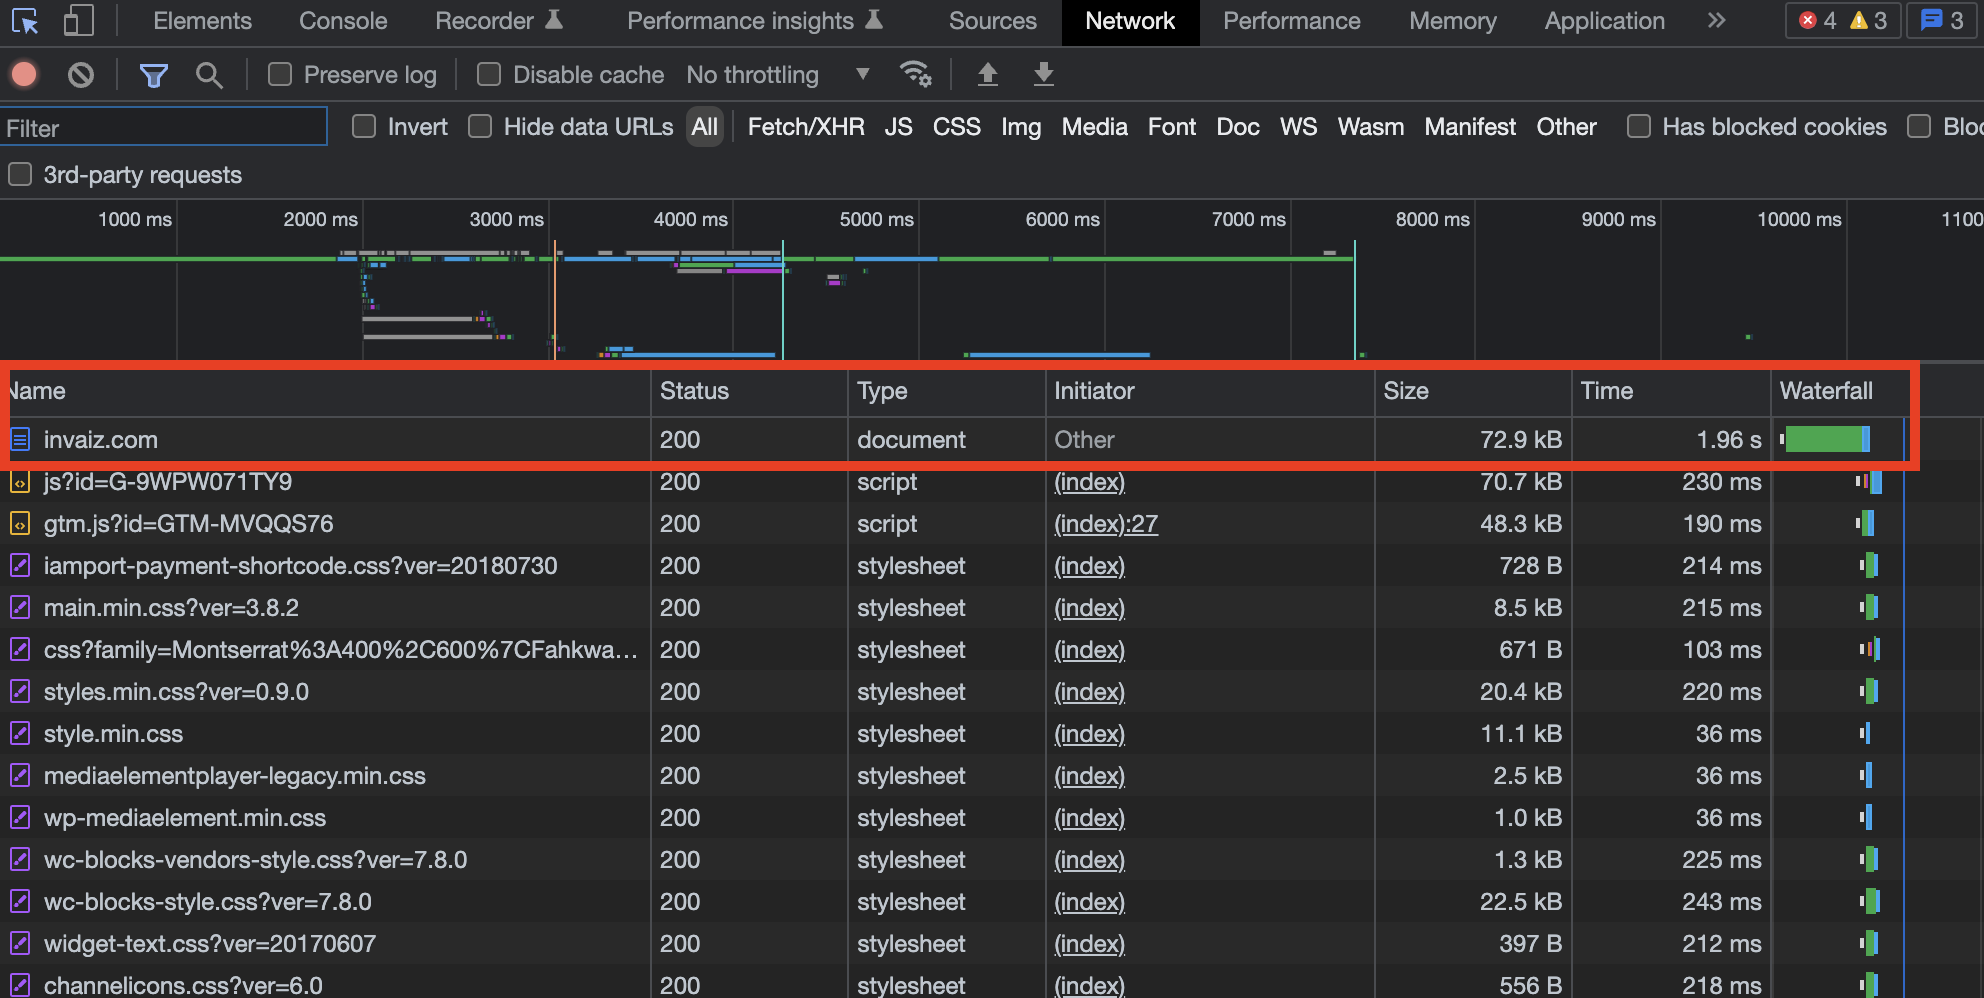 Elements Console Recorder Performance insights Sources Network Performance Memory Application » 4 3 3
Preserve log Disable cache No throttling
Filter Invert Hide data URLs All Fetch/XHR JS CSS Img Media Font Doc WS Wasm Manifest Other Has blocked cookies Bloc
3rd-party requests
1000 ms 2000 ms 3000 ms 4000 ms 5000 ms 6000 ms 7000 ms 8000 ms 9000 ms 10000 ms 1100
Name Status Type Initiator Size Time Waterfall
invaiz.com 200 document Other 72.9 kB 1.96 s
js?id=G-9WPW071TY9 200 script (index) 70.7 kB 230 ms
gtm.js?id=GTM-MVQQS76 200 script (index):27 48.3 kB 190 ms
iamport-payment-shortcode.css?ver=20180730 200 stylesheet (index) 728 B 214 ms
main.min.css?ver=3.8.2 200 stylesheet (index) 8.5 kB 215 ms
css?family=Montserrat%3A400%2C600%7CFahkwa… 200 stylesheet (index) 671 B 103 ms
styles.min.css?ver=0.9.0 200 stylesheet (index) 20.4 kB 220 ms
style.min.css 200 stylesheet (index) 11.1 kB 36 ms
mediaelementplayer-legacy.min.css 200 stylesheet (index) 2.5 kB 36 ms
wp-mediaelement.min.css 200 stylesheet (index) 1.0 kB 36 ms
wc-blocks-vendors-style.css?ver=7.8.0 200 stylesheet (index) 1.3 kB 225 ms
wc-blocks-style.css?ver=7.8.0 200 stylesheet (index) 22.5 kB 243 ms
widget-text.css?ver=20170607 200 stylesheet (index) 397 B 212 ms
channelicons.css?ver=6.0 200 stylesheet (index) 556 B 218 ms